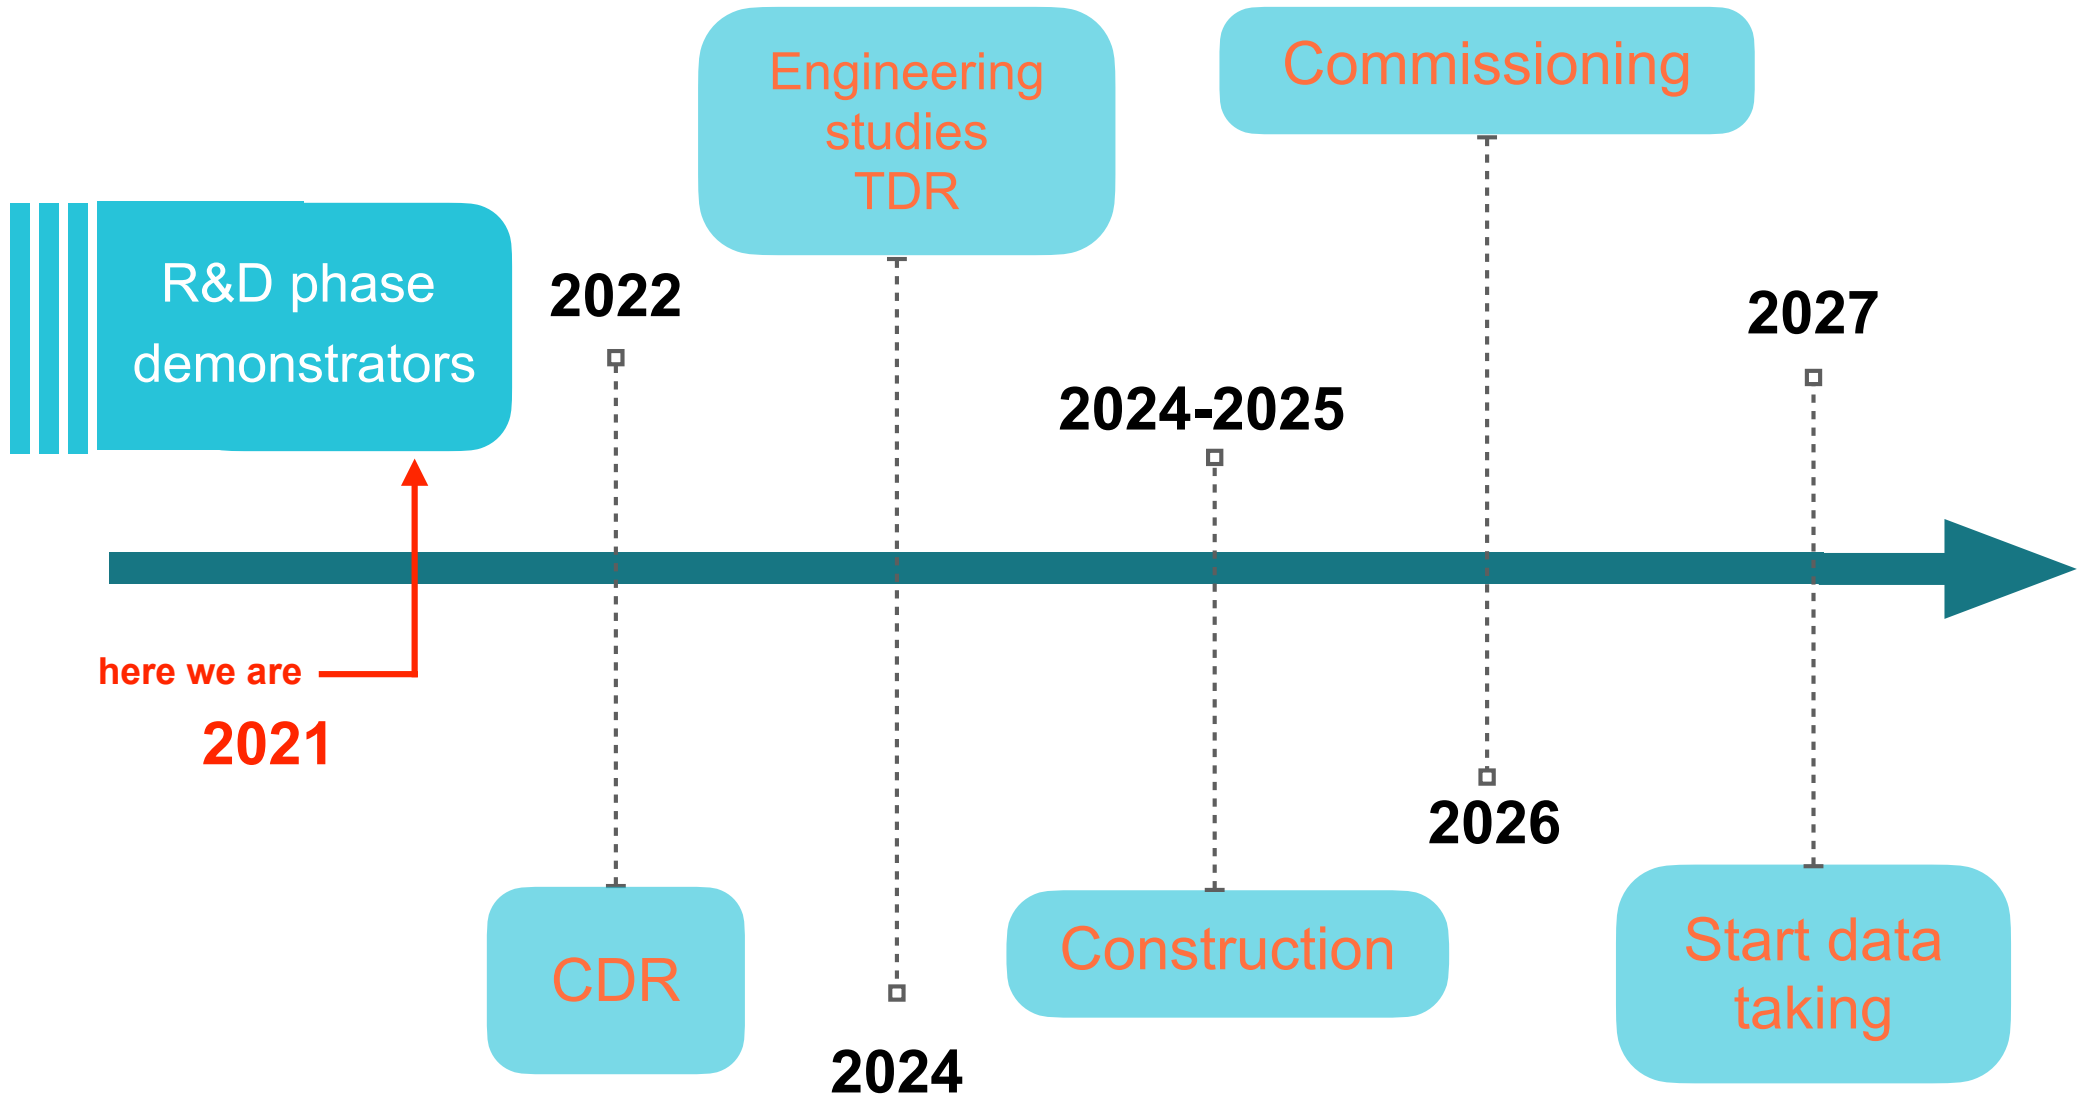 R&D phase
demonstrators
here we are
2021
2022
CDR
Engineering
studies
TDR
2024
2024-2025
Construction
Commissioning
2026
2027
Start data
taking